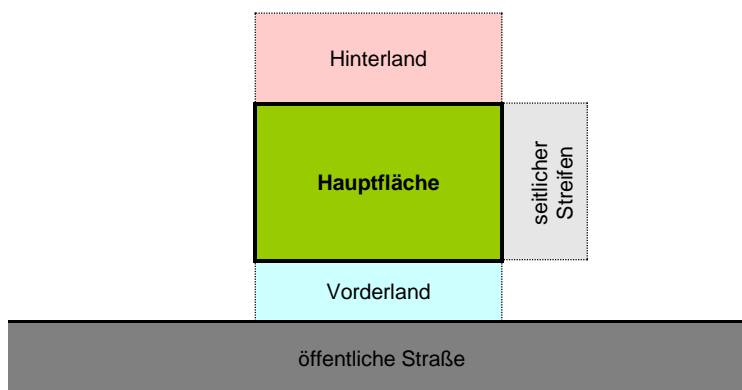 Hinterland
Hauptfläche
seitlicher
Streifen
Vorderland
öffentliche Straße